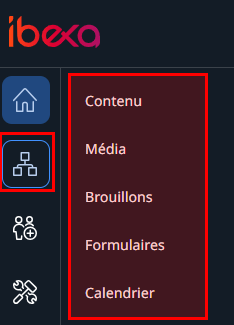 ibexa
Contenu
Média
Brouillons
Formulaires
Calendrier